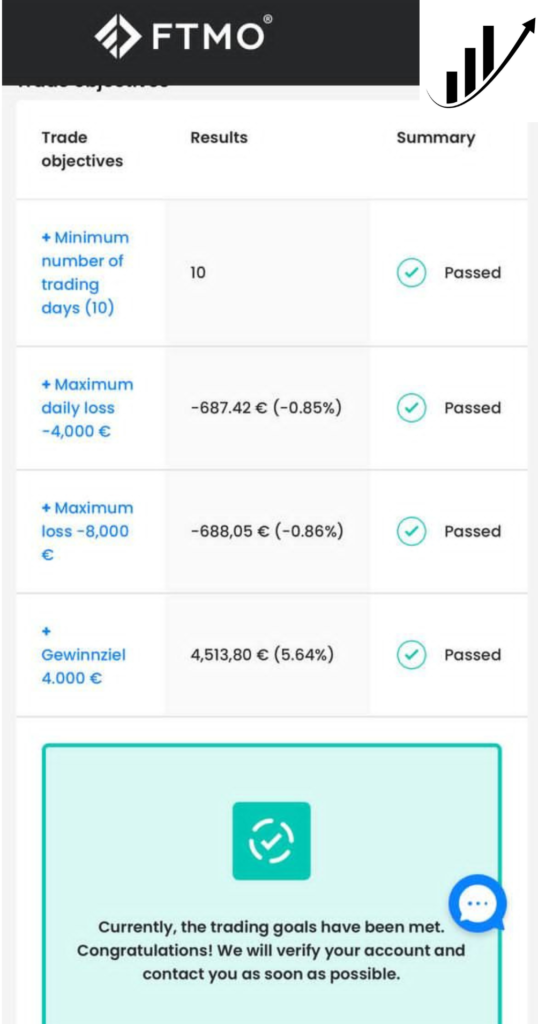 FTMO®
Trade objectives
Trade
objectives
Results
Summary
+ Minimum
number of
trading
days (10)
10
Passed
+ Maximum
daily loss
-4,000 €
-687.42 € (-0.85%)
Passed
+ Maximum
loss -8,000
€
-688,05 € (-0.86%)
Passed
+
Gewinnziel
4.000 €
4,513,80 € (5.64%)
Passed
Currently, the trading goals have been met.
Congratulations! We will verify your account and
contact you as soon as possible.